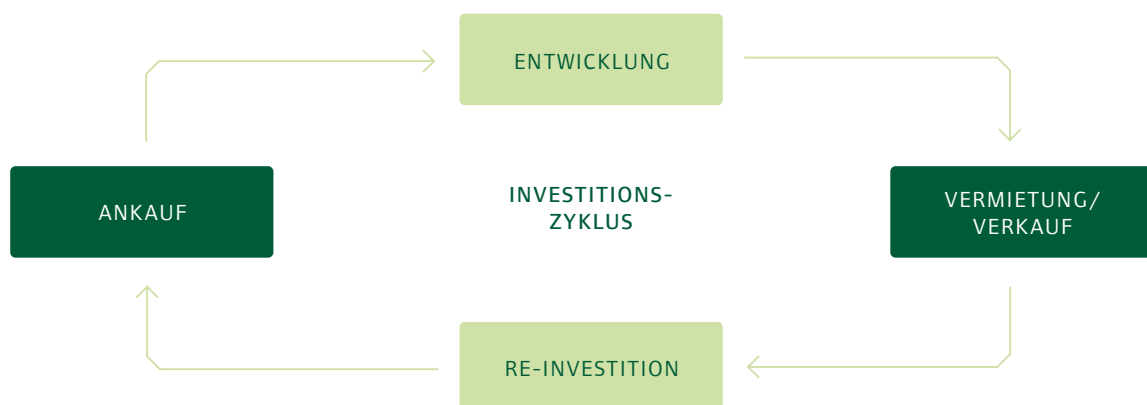 ENTWICKLUNG
ANKAUF
INVESTITIONS-
ZYKLUS
VERMIETUNG/
VERKAUF
RE-INVESTITION